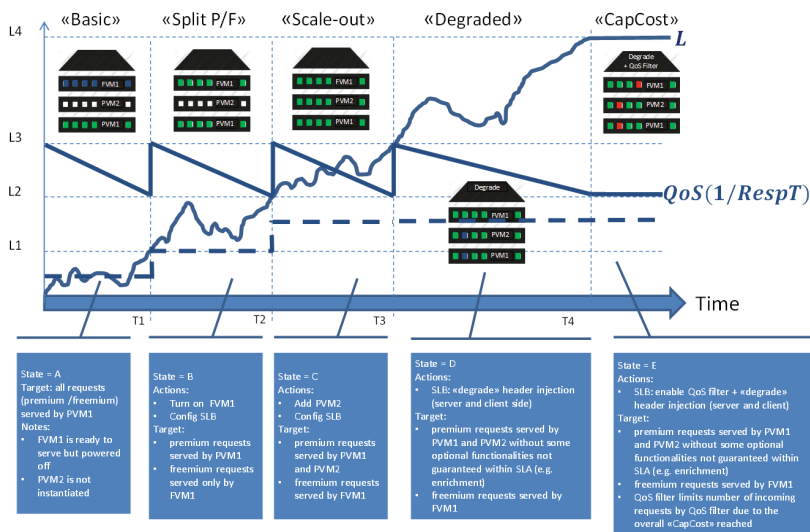 «Basic» «Split P/F» «Scale-out» «Degraded» «CapCost»
L4
L
L3
L2
L1
FVM1
PVM2
PVM1
FVM1
PVM2
PVM1
FVM1
PVM2
PVM1
Degrade
+ QoS Filter
FVM1
PVM2
PVM1
Degrade
FVM1
PVM2
PVM1
QoS(1/RespT)
Time
T1 T2 T3 T4
State = A
Target: all requests
(premium /freemium)
served by PVM1
Notes:
• FVM1 is ready to
serve but powered
off
• PVM2 is not
instantiated
State = B
Actions:
• Turn on FVM1
• Config SLB
Target:
• premium requests
served by PVM1
• freemium requests
served only by
FVM1
State = C
Actions:
• Add PVM2
• Config SLB
Target:
• premium requests
served by PVM1
and PVM2
• freemium requests
served by FVM1
State = D
Actions:
• SLB: «degrade» header injection
(server and client side)
Target:
• premium requests served by
PVM1 and PVM2 without some
optional functionalities not
guaranteed within SLA (e.g.
enrichment)
• freemium requests served by
FVM1
State = E
Actions:
• SLB: enable QoS filter + «degrade»
header injection (server and client)
Target:
• premium requests served by PVM1
and PVM2 without some optional
functionalities not guaranteed within
SLA (e.g. enrichment)
• freemium requests served by FVM1
• QoS filter limits number of incoming
requests by QoS filter due to the
overall «CapCost» reached